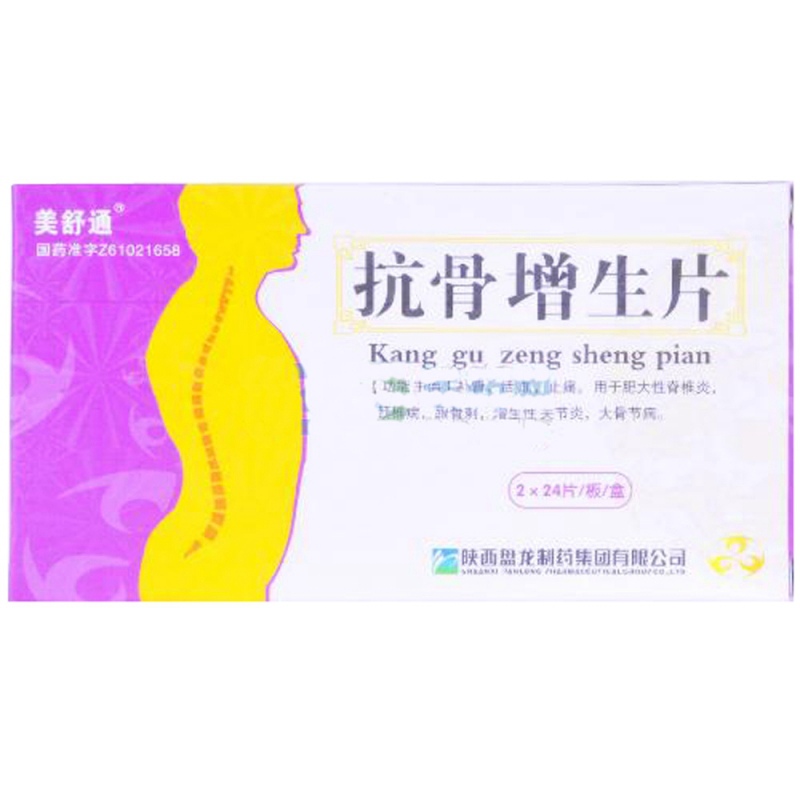 美舒通®
国药准字Z61021658
抗骨增生片
Kang gu zeng sheng pian
【功能主治】补肾，活血，止痛。用于肥大性脊椎炎，
颈椎病，跟骨刺，增生性关节炎，大骨节病。
2×24片/板/盒
陕西盘龙制药集团有限公司
SHAANXI PANLONG PHARMACEUTICAL GROUP CO.,LTD